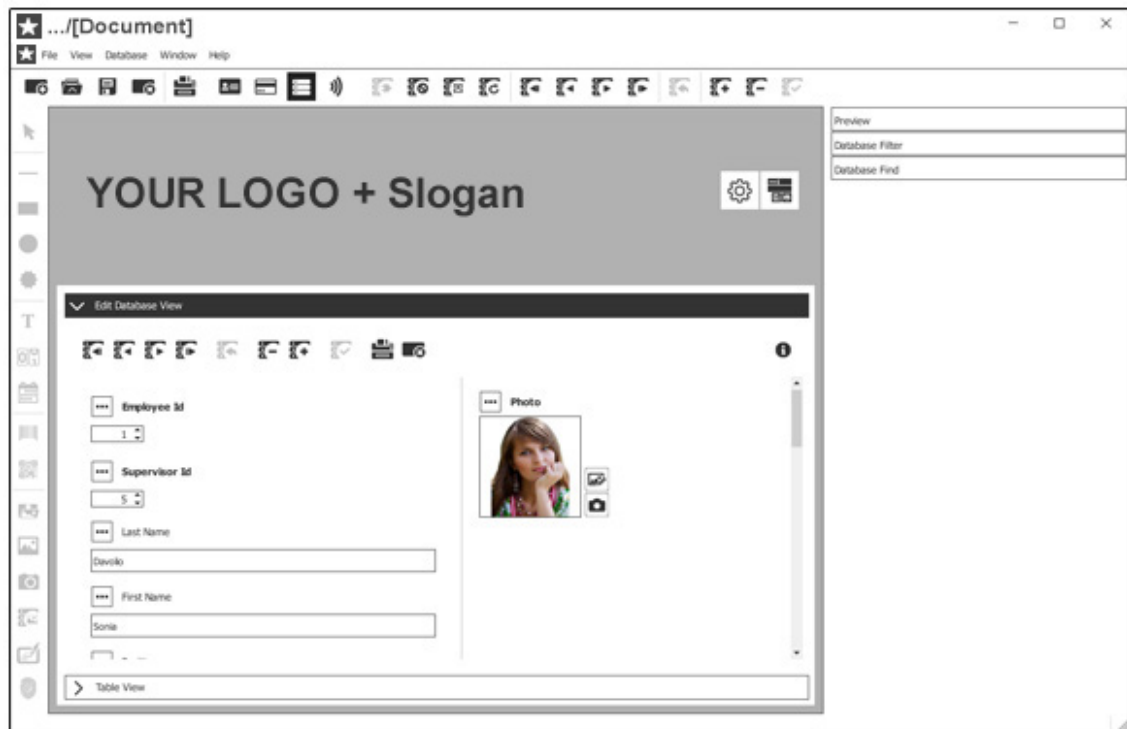 .../[Document]
File View Database Window Help
Preview
Database Filter
Database Find
YOUR LOGO + Slogan
Edit Database View
Employee Id
1
Supervisor Id
5
Last Name
Davolio
First Name
Sonia
Photo
Table View